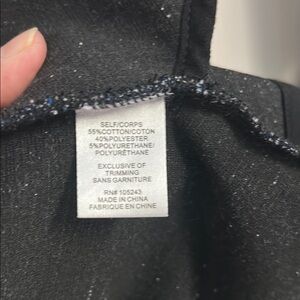 SELF/CORPS
55%COTTON/COTON
40%POLYESTER
5%POLYURETHANE/
POLYURÉTHANE
EXCLUSIVE OF
TRIMMING
SANS GARNITURE
RN# 105243
MADE IN CHINA
FABRIQUE EN CHINE